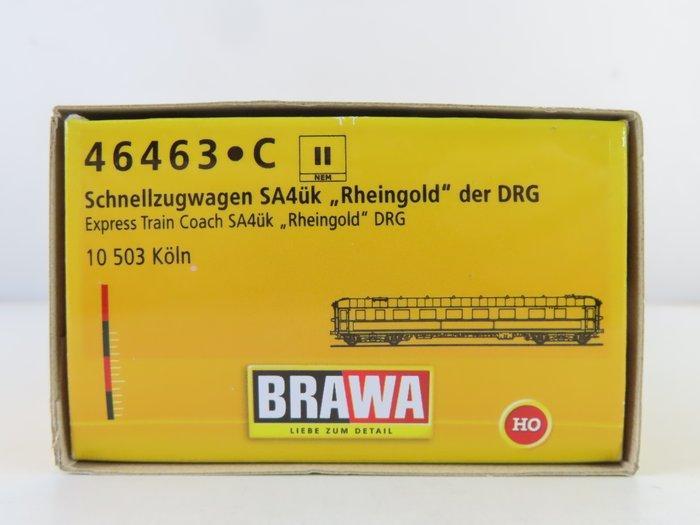 46463•C II
NEM
Schnellzugwagen SA4ük „Rheingold“ der DRG
Express Train Coach SA4ük „Rheingold“ DRG
10 503 Köln
BRAWA
LIEBE ZUM DETAIL
HO